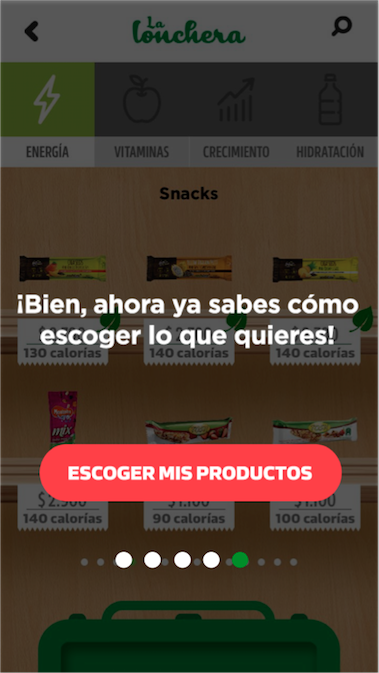 La
lonchera
ENERGÍA
VITAMINAS
CRECIMIENTO
HIDRATACIÓN
Snacks
¡Bien, ahora ya sabes cómo
escoger lo que quieres!
130 calorías
140 calorías
140 calorías
mix
ESCOGER MIS PRODUCTOS
$2.500
$1.100
$1.100
140 calorías
90 calorías
100 calorías